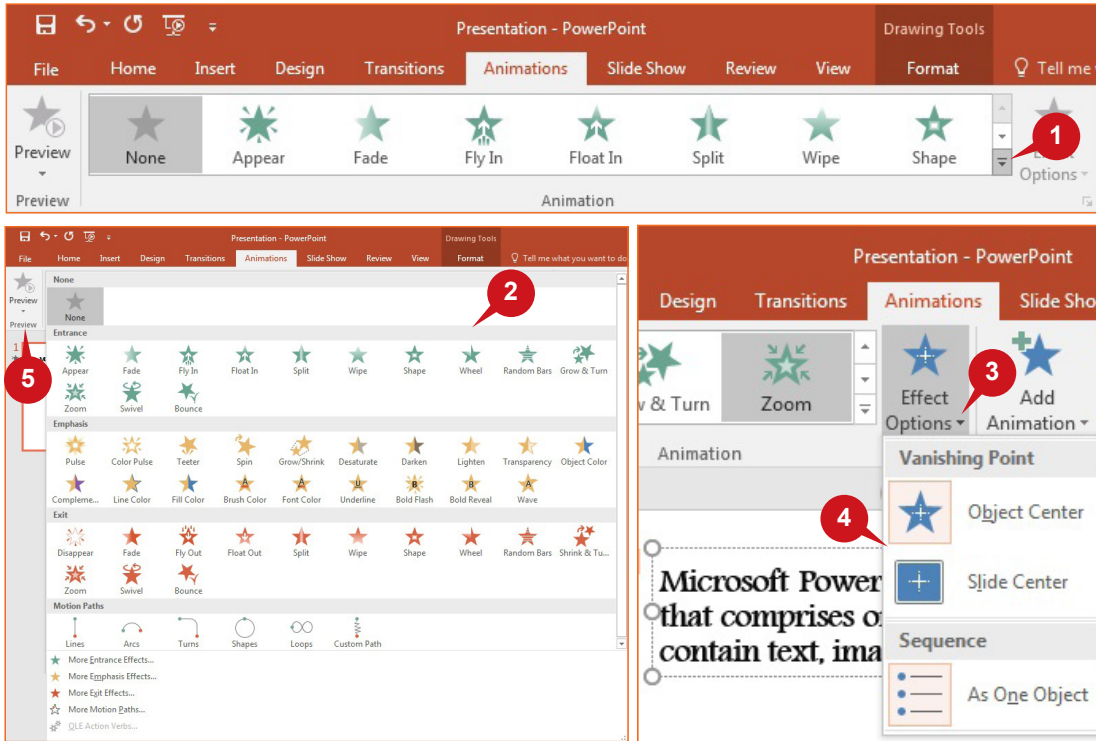 Presentation - PowerPoint
Drawing Tools
File Home Insert Design Transitions Animations Slide Show Review View Format Tell me
1
Preview
None Appear Fade Fly In Float In Split Wipe Shape
Options
Preview
Animation
Presentation - PowerPoint
Drawing Tools
File Home Insert Design Transitions Animations Slide Show Review View Format Tell me what you want to do
2
Preview
Preview
5
1
None
None
Entrance
Appear Fade Fly In Float In Split Wipe Shape Wheel Random Bars Grow & Turn
Zoom Swivel Bounce
Emphasis
Pulse Color Pulse Teeter Spin Grow/Shrink Desaturate Darken Lighten Transparency Object Color
Compleme... Line Color Fill Color Brush Color Font Color Underline Bold Flash Bold Reveal Wave
Exit
Disappear Fade Fly Out Float Out Split Wipe Shape Wheel Random Bars Shrink & Tu...
Zoom Swivel Bounce
Motion Paths
Lines Arcs Turns Shapes Loops Custom Path
More Entrance Effects...
More Emphasis Effects...
More Exit Effects...
More Motion Paths...
OLE Action Verbs...
Presentation - PowerPoint
Design Transitions Animations Slide Sho
& Turn Zoom
Effect
Options
3
Add
Animation
Animation
Vanishing Point
4
Object Center
Slide Center
Sequence
As One Object
Microsoft Power
that comprises
contain text, ima